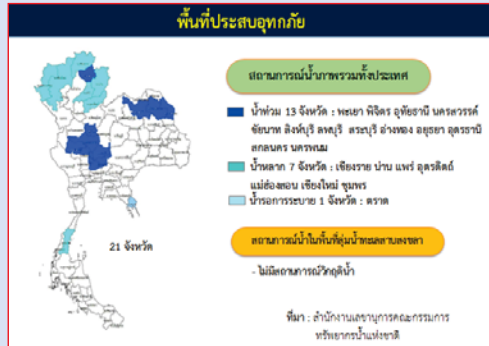 พื้นที่ประสบอุทกภัย
สถานการณ์น้ำภาพรวมทั้งประเทศ
น้ำท่วม 13 จังหวัด : พะเยา พิจิตร อุทัยธานี นครสวรรค์
ชัยนาท สิงห์บุรี ลพบุรี สระบุรี อ่างทอง อยุธยา อุดรธานี
สกลนคร นครพนม
น้ำหลาก 7 จังหวัด : เชียงราย น่าน แพร่ อุตรดิตถ์
แม่ฮ่องสอน เชียงใหม่ ชุมพร
น้ำรอการระบาย 1 จังหวัด : ตราด
21 จังหวัด
สถานการณ์น้ำในพื้นที่ลุ่มน้ำทะเลสาบสงขลา
- ไม่มีสถานการณ์วิกฤติน้ำ
ที่มา : สำนักงานเลขานุการคณะกรรมการ
ทรัพยากรน้ำแห่งชาติ